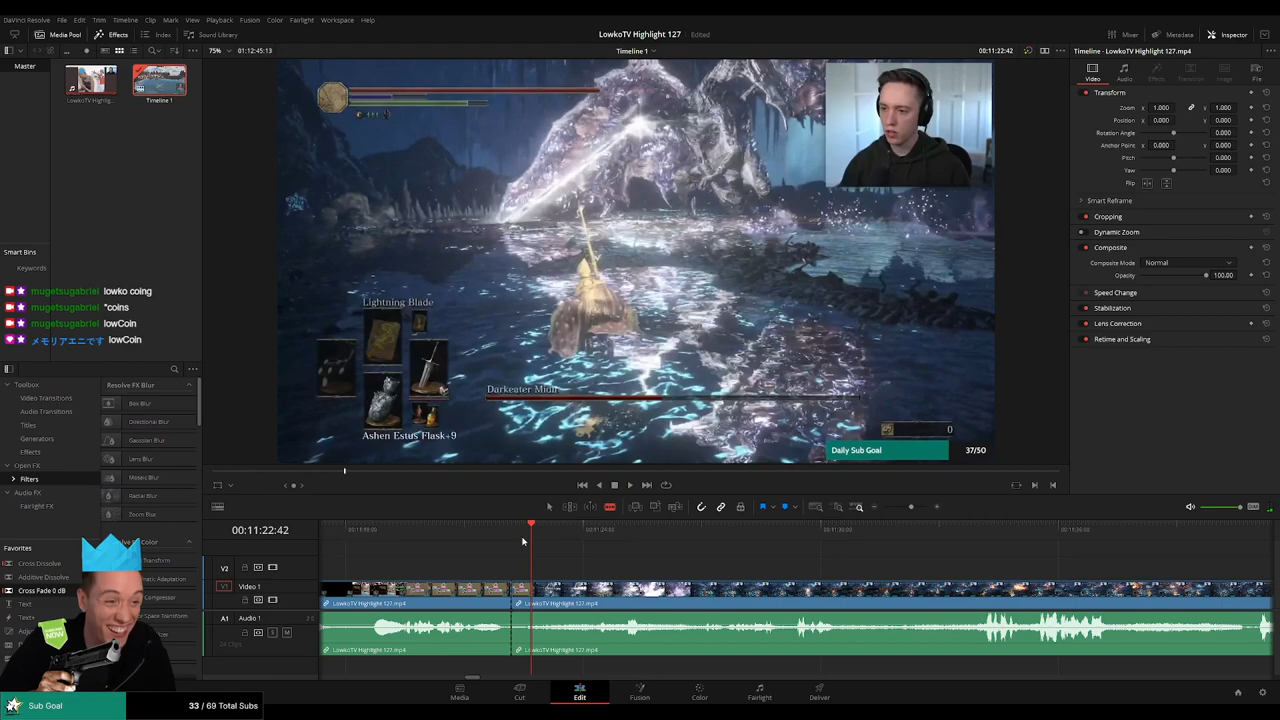 DaVinci Resolve File Edit Trim Timeline Clip Mark View Playback Fusion Color Fairlight Workspace Help
Media Pool Effects Index Sound Library LowkoTV Highlight 127 Edited Mixer Metadata Inspector
75% 01:12:45:13 Timeline 1 00:11:22:42 Timeline - LowkoTV Highlight 127.mp4
Master
LowkoTV Highlig... Timeline 1
Video Audio Effects Transition Image File
Transform
Zoom X 1.000 Y 1.000
Position X 0.000 Y 0.000
Rotation Angle 0.000
Anchor Point X 0.000 Y 0.000
Pitch 0.000
Yaw 0.000
Flip
Smart Reframe
Cropping
Dynamic Zoom
Composite
Composite Mode Normal
Opacity 100.00
Speed Change
Stabilization
Lens Correction
Retime and Scaling
Smart Bins
Keywords
mugetsugabriel lowko coing
mugetsugabriel *coins
mugetsugabriel lowCoin
メモリアエニです lowCoin
Lightning Blade
Darkeater Midir
Ashen Estus Flask+9
0
Daily Sub Goal 37/50
Toolbox
Video Transitions
Audio Transitions
Titles
Generators
Effects
Open FX
Filters
Audio FX
Fairlight FX
Resolve FX Blur
Box Blur
Directional Blur
Gaussian Blur
Lens Blur
Mosaic Blur
Radial Blur
Zoom Blur
Favorites
Cross Dissolve
Additive Dissolve
Cross Fade 0 dB
Text
Text+
00:11:22:42
V2
V1 Video 1
LowkoTV Highlight 127.mp4 LowkoTV Highlight 127.mp4
A1 Audio 1
S M
24 Clips
LowkoTV Highlight 127.mp4 LowkoTV Highlight 127.mp4
Media Cut Edit Fusion Color Fairlight Deliver
Sub Goal 33 / 69 Total Subs